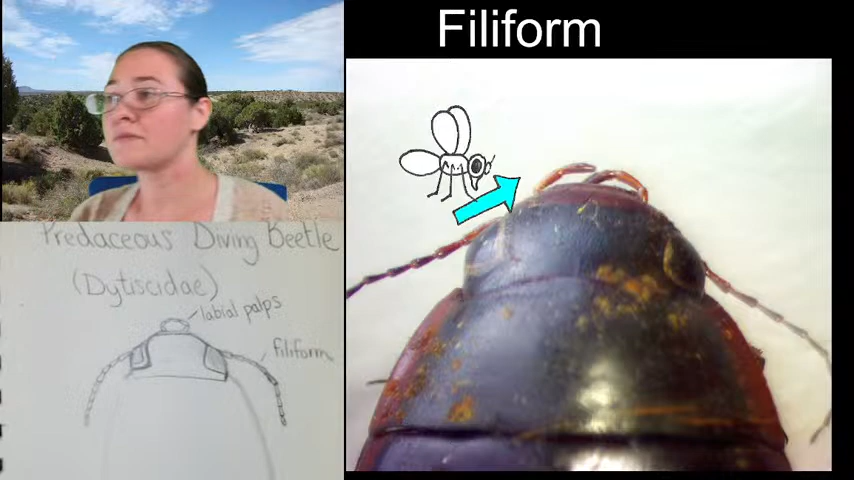 Filiform
Predaceous Diving Beetle
(Dytiscidae)
labial palps
filiform